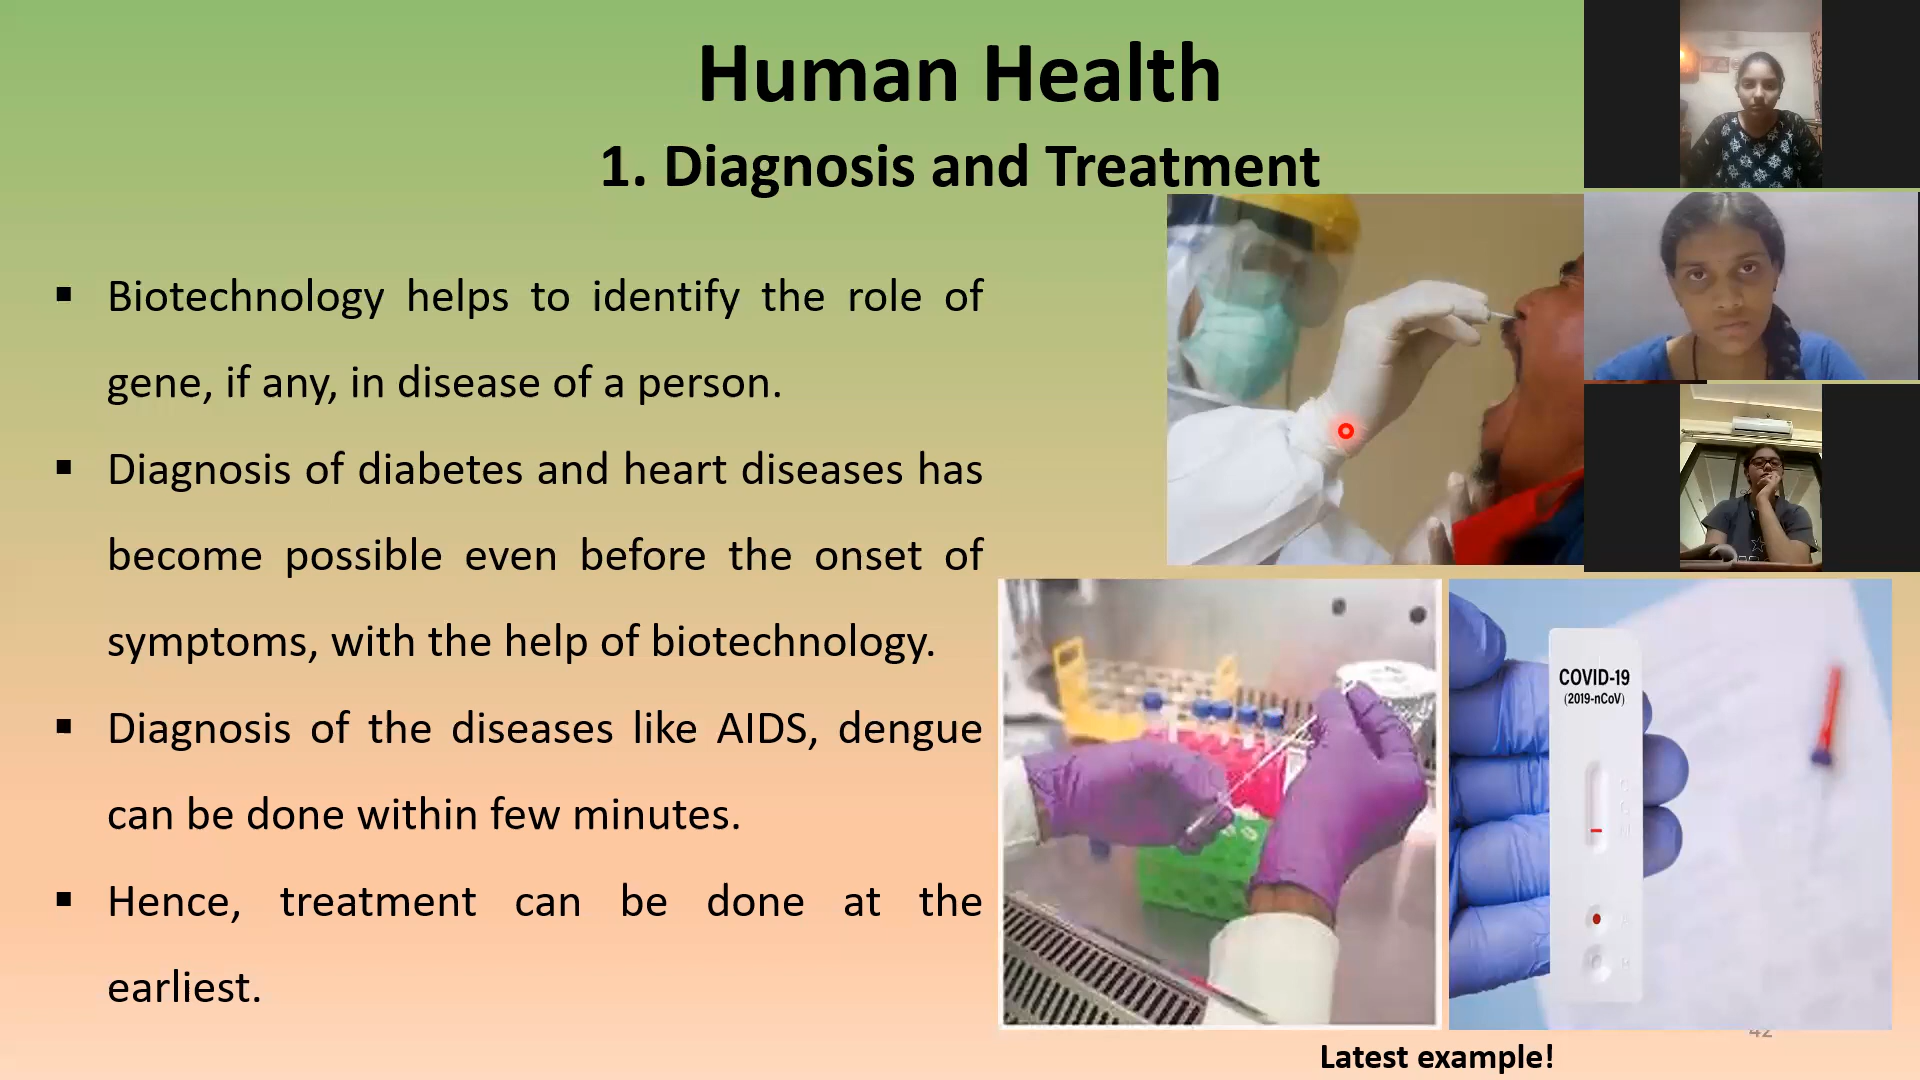 Human Health
1. Diagnosis and Treatment
▪ Biotechnology helps to identify the role of
gene, if any, in disease of a person.
▪ Diagnosis of diabetes and heart diseases has
become possible even before the onset of
symptoms, with the help of biotechnology.
▪ Diagnosis of the diseases like AIDS, dengue
can be done within few minutes.
▪ Hence, treatment can be done at the
earliest.
COVID-19
(2019-nCoV)
42
Latest example!